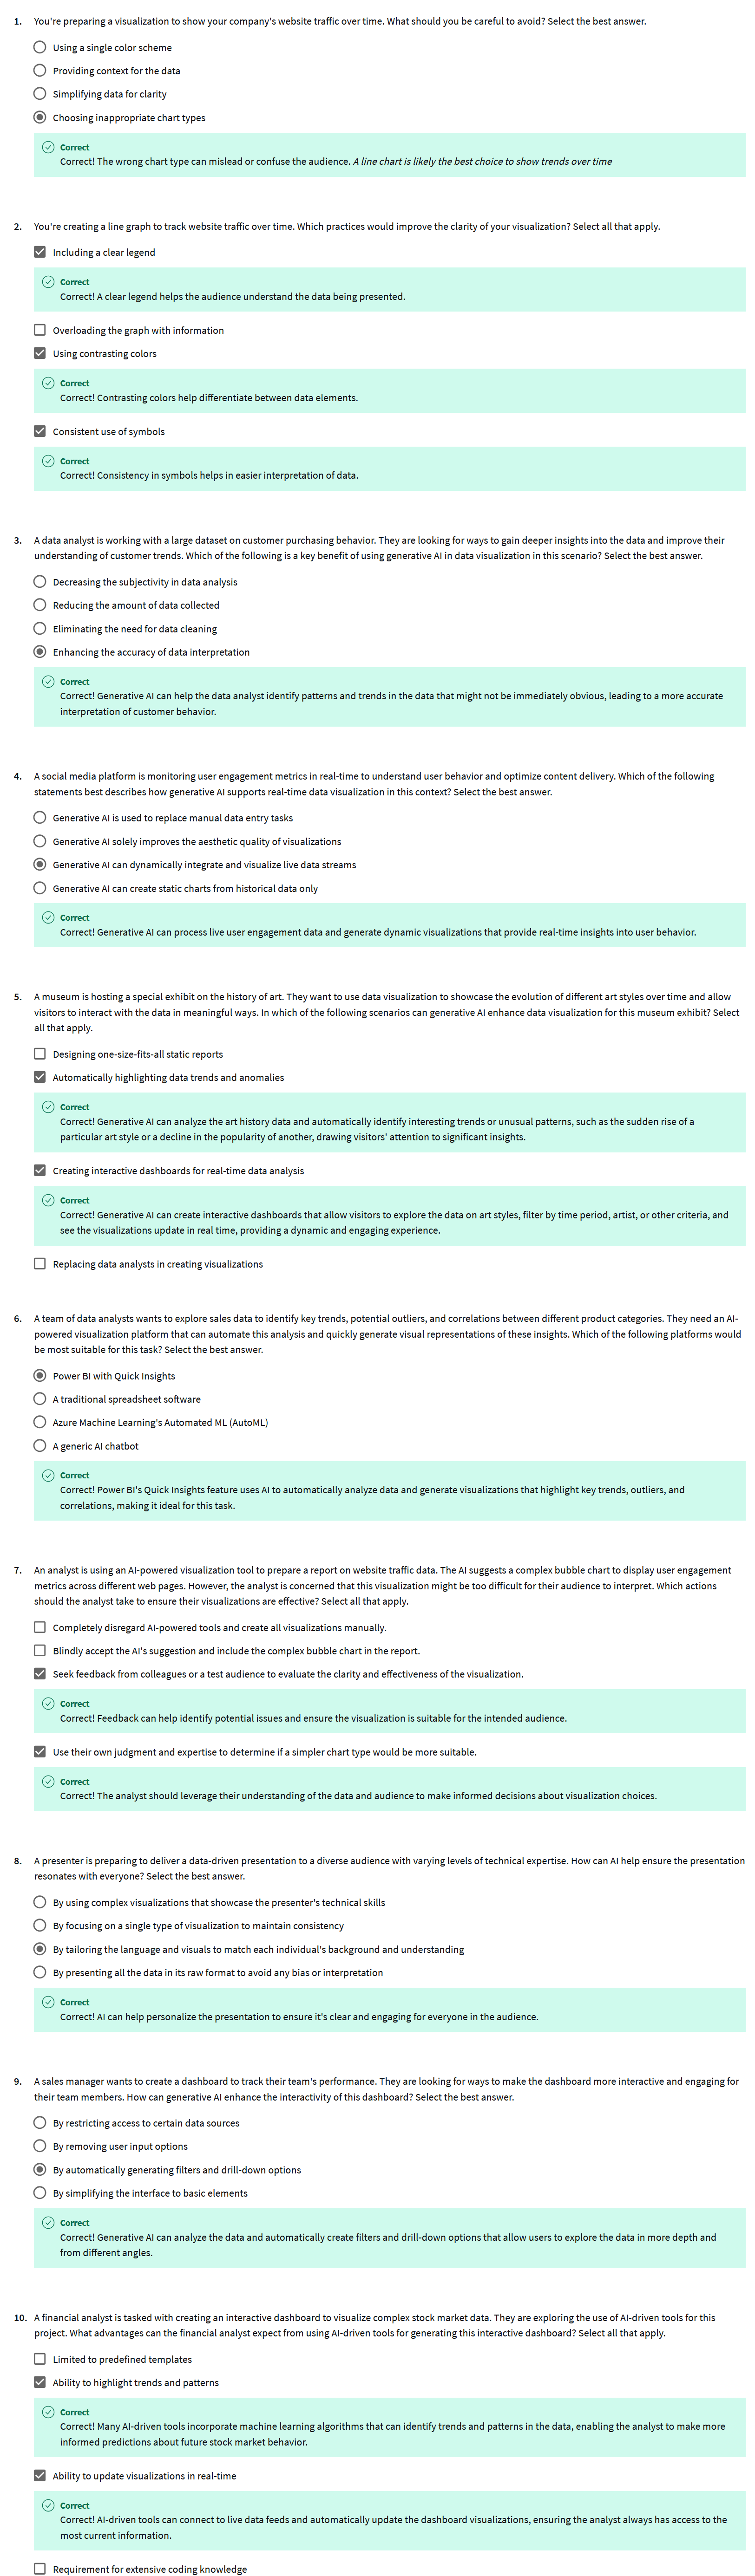 1. You're preparing a visualization to show your company's website traffic over time. What should you be careful to avoid? Select the best answer.
Using a single color scheme
Providing context for the data
Simplifying data for clarity
Choosing inappropriate chart types
Correct
Correct! The wrong chart type can mislead or confuse the audience. A line chart is likely the best choice to show trends over time
2. You're creating a line graph to track website traffic over time. Which practices would improve the clarity of your visualization? Select all that apply.
Including a clear legend
Correct
Correct! A clear legend helps the audience understand the data being presented.
Overloading the graph with information
Using contrasting colors
Correct
Correct! Contrasting colors help differentiate between data elements.
Consistent use of symbols
Correct
Correct! Consistency in symbols helps in easier interpretation of data.
3. A data analyst is working with a large dataset on customer purchasing behavior. They are looking for ways to gain deeper insights into the data and improve their
understanding of customer trends. Which of the following is a key benefit of using generative AI in data visualization in this scenario? Select the best answer.
Decreasing the subjectivity in data analysis
Reducing the amount of data collected
Eliminating the need for data cleaning
Enhancing the accuracy of data interpretation
Correct
Correct! Generative AI can help the data analyst identify patterns and trends in the data that might not be immediately obvious, leading to a more accurate
interpretation of customer behavior.
4. A social media platform is monitoring user engagement metrics in real-time to understand user behavior and optimize content delivery. Which of the following
statements best describes how generative AI supports real-time data visualization in this context? Select the best answer.
Generative AI is used to replace manual data entry tasks
Generative AI solely improves the aesthetic quality of visualizations
Generative AI can dynamically integrate and visualize live data streams
Generative AI can create static charts from historical data only
Correct
Correct! Generative AI can process live user engagement data and generate dynamic visualizations that provide real-time insights into user behavior.
5. A museum is hosting a special exhibit on the history of art. They want to use data visualization to showcase the evolution of different art styles over time and allow
visitors to interact with the data in meaningful ways. In which of the following scenarios can generative AI enhance data visualization for this museum exhibit? Select
all that apply.
Designing one-size-fits-all static reports
Automatically highlighting data trends and anomalies
Correct
Correct! Generative AI can analyze the art history data and automatically identify interesting trends or unusual patterns, such as the sudden rise of a
particular art style or a decline in the popularity of another, drawing visitors' attention to significant insights.
Creating interactive dashboards for real-time data analysis
Correct
Correct! Generative AI can create interactive dashboards that allow visitors to explore the data on art styles, filter by time period, artist, or other criteria, and
see the visualizations update in real time, providing a dynamic and engaging experience.
Replacing data analysts in creating visualizations
6. A team of data analysts wants to explore sales data to identify key trends, potential outliers, and correlations between different product categories. They need an AI-
powered visualization platform that can automate this analysis and quickly generate visual representations of these insights. Which of the following platforms would
be most suitable for this task? Select the best answer.
Power BI with Quick Insights
A traditional spreadsheet software
Azure Machine Learning's Automated ML (AutoML)
A generic AI chatbot
Correct
Correct! Power BI's Quick Insights feature uses AI to automatically analyze data and generate visualizations that highlight key trends, outliers, and
correlations, making it ideal for this task.
7. An analyst is using an AI-powered visualization tool to prepare a report on website traffic data. The AI suggests a complex bubble chart to display user engagement
metrics across different web pages. However, the analyst is concerned that this visualization might be too difficult for their audience to interpret. Which actions
should the analyst take to ensure their visualizations are effective? Select all that apply.
Completely disregard AI-powered tools and create all visualizations manually.
Blindly accept the AI's suggestion and include the complex bubble chart in the report.
Seek feedback from colleagues or a test audience to evaluate the clarity and effectiveness of the visualization.
Correct
Correct! Feedback can help identify potential issues and ensure the visualization is suitable for the intended audience.
Use their own judgment and expertise to determine if a simpler chart type would be more suitable.
Correct
Correct! The analyst should leverage their understanding of the data and audience to make informed decisions about visualization choices.
8. A presenter is preparing to deliver a data-driven presentation to a diverse audience with varying levels of technical expertise. How can AI help ensure the presentation
resonates with everyone? Select the best answer.
By using complex visualizations that showcase the presenter's technical skills
By focusing on a single type of visualization to maintain consistency
By tailoring the language and visuals to match each individual's background and understanding
By presenting all the data in its raw format to avoid any bias or interpretation
Correct
Correct! AI can help personalize the presentation to ensure it's clear and engaging for everyone in the audience.
9. A sales manager wants to create a dashboard to track their team's performance. They are looking for ways to make the dashboard more interactive and engaging for
their team members. How can generative AI enhance the interactivity of this dashboard? Select the best answer.
By restricting access to certain data sources
By removing user input options
By automatically generating filters and drill-down options
By simplifying the interface to basic elements
Correct
Correct! Generative AI can analyze the data and automatically create filters and drill-down options that allow users to explore the data in more depth and
from different angles.
10. A financial analyst is tasked with creating an interactive dashboard to visualize complex stock market data. They are exploring the use of AI-driven tools for this
project. What advantages can the financial analyst expect from using AI-driven tools for generating this interactive dashboard? Select all that apply.
Limited to predefined templates
Ability to highlight trends and patterns
Correct
Correct! Many AI-driven tools incorporate machine learning algorithms that can identify trends and patterns in the data, enabling the analyst to make more
informed predictions about future stock market behavior.
Ability to update visualizations in real-time
Correct
Correct! AI-driven tools can connect to live data feeds and automatically update the dashboard visualizations, ensuring the analyst always has access to the
most current information.
Requirement for extensive coding knowledge